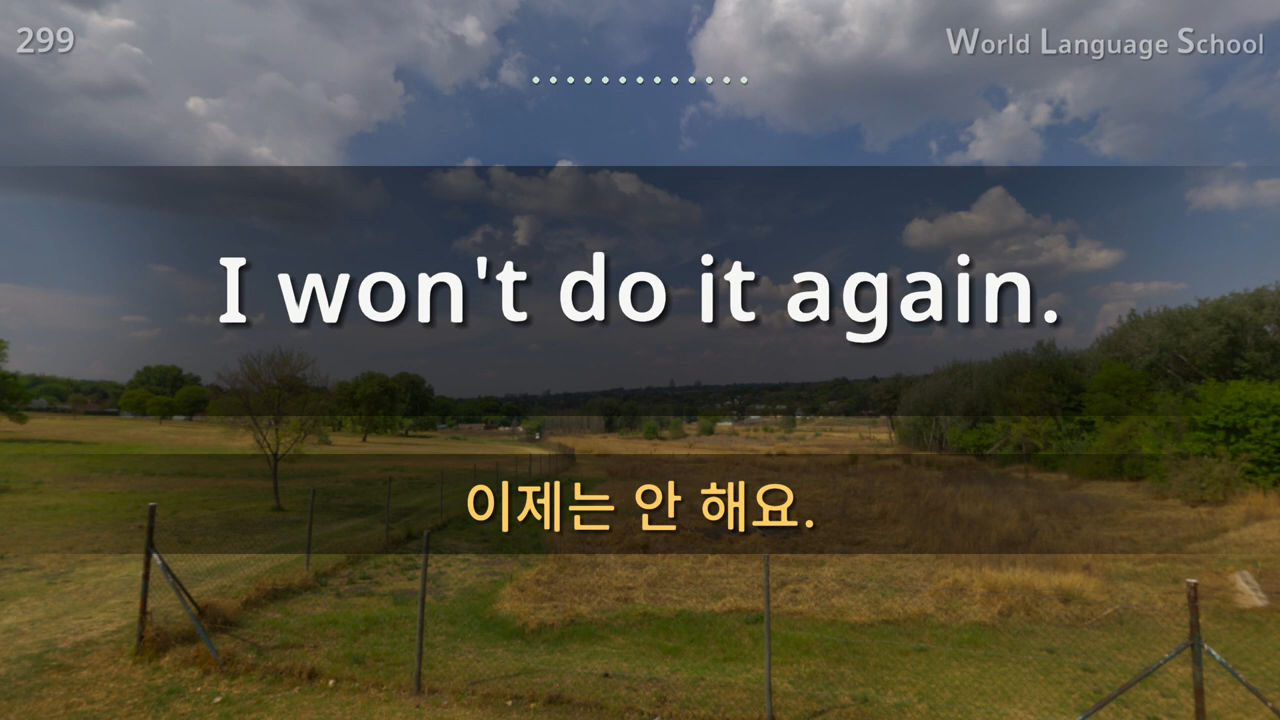 299
World Language School
I won't do it again.
이제는 안 해요.